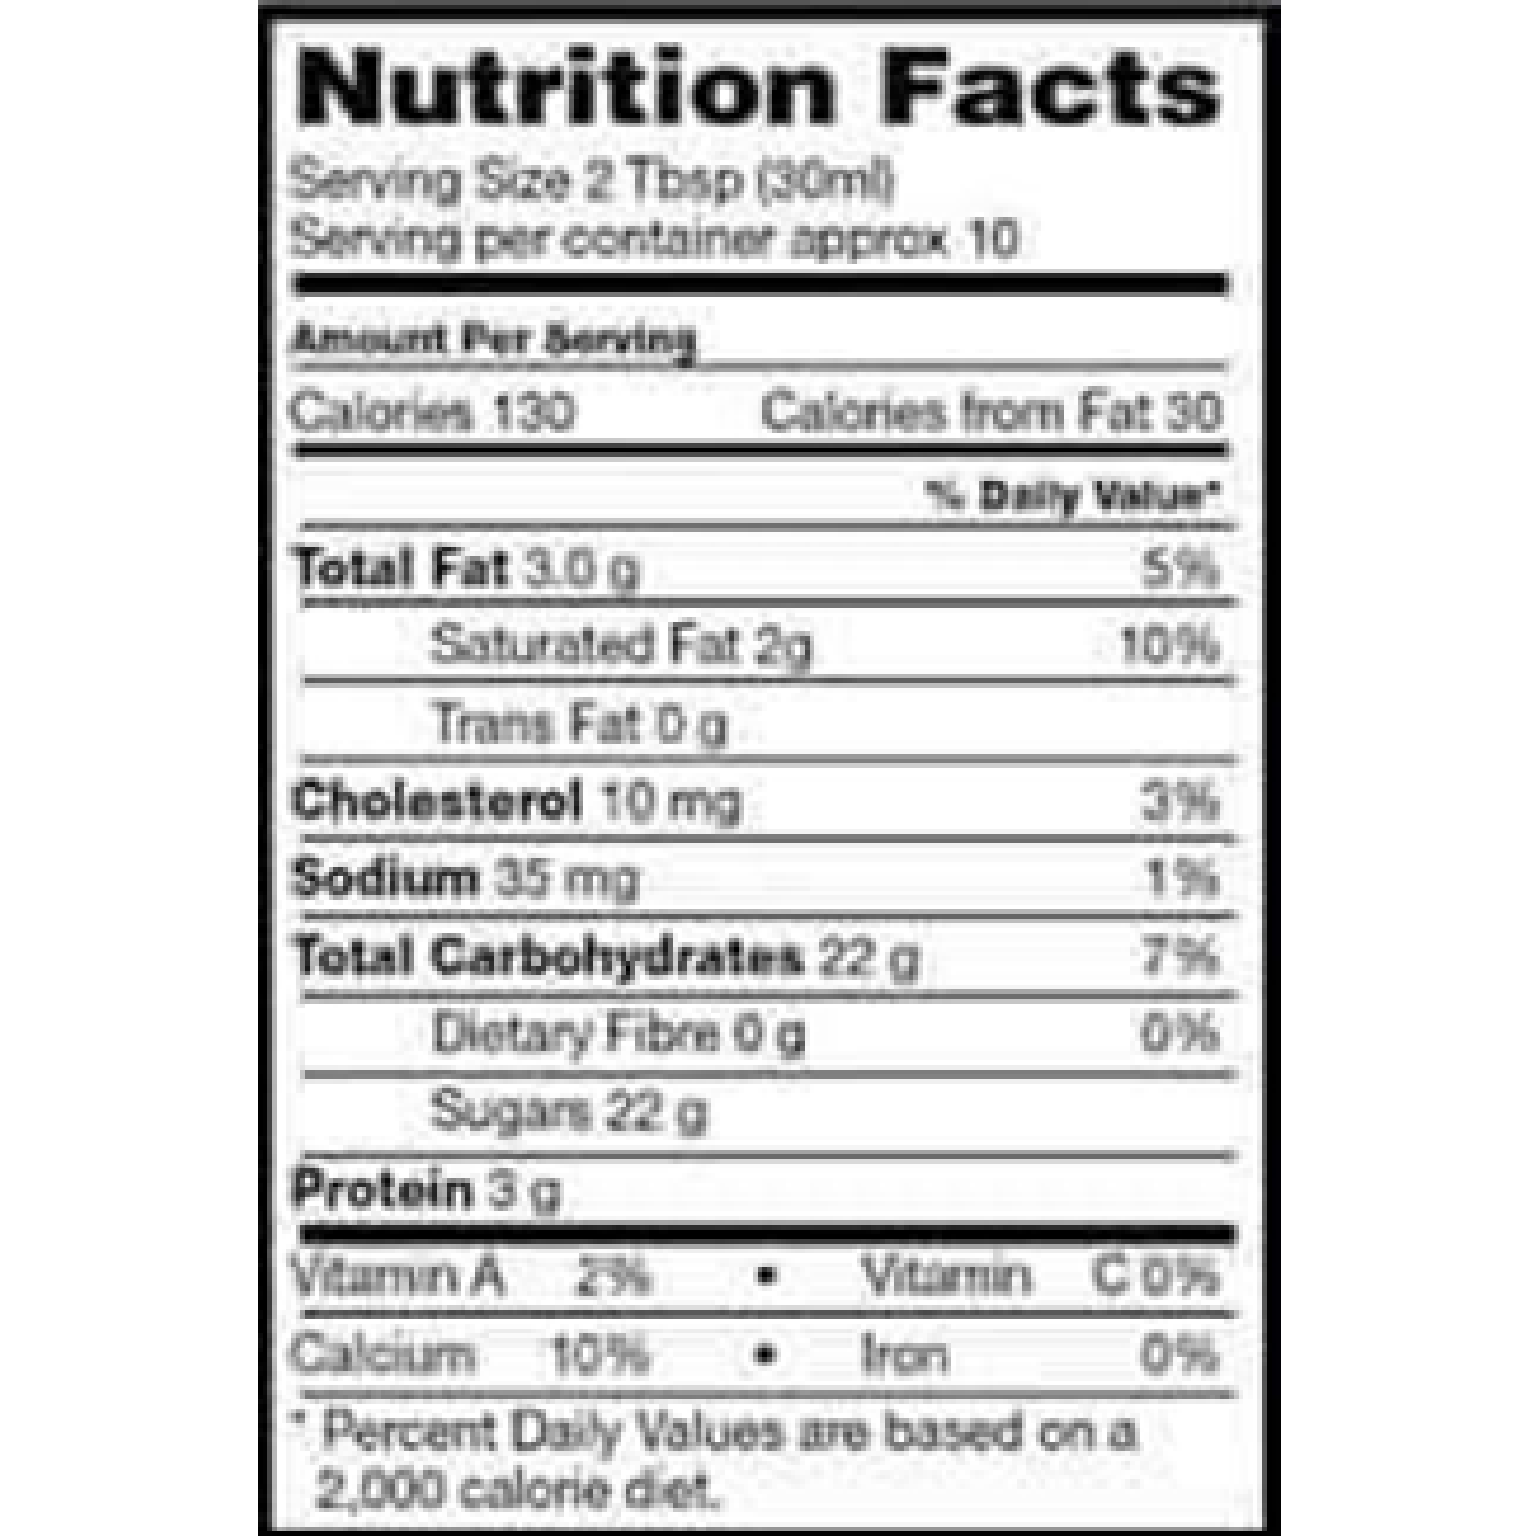 Nutrition Facts
Serving Size 2 Tbsp (30ml)
Serving per container approx 10
Amount Per Serving
Calories 130 Calories from Fat 30
% Daily Value*
Total Fat 3.0 g 5%
Saturated Fat 2g 10%
Trans Fat 0 g
Cholesterol 10 mg 3%
Sodium 35 mg 1%
Total Carbohydrates 22 g 7%
Dietary Fibre 0 g 0%
Sugars 22 g
Protein 3 g
Vitamin A 2% • Vitamin C 0%
Calcium 10% • Iron 0%
* Percent Daily Values are based on a
2,000 calorie diet.